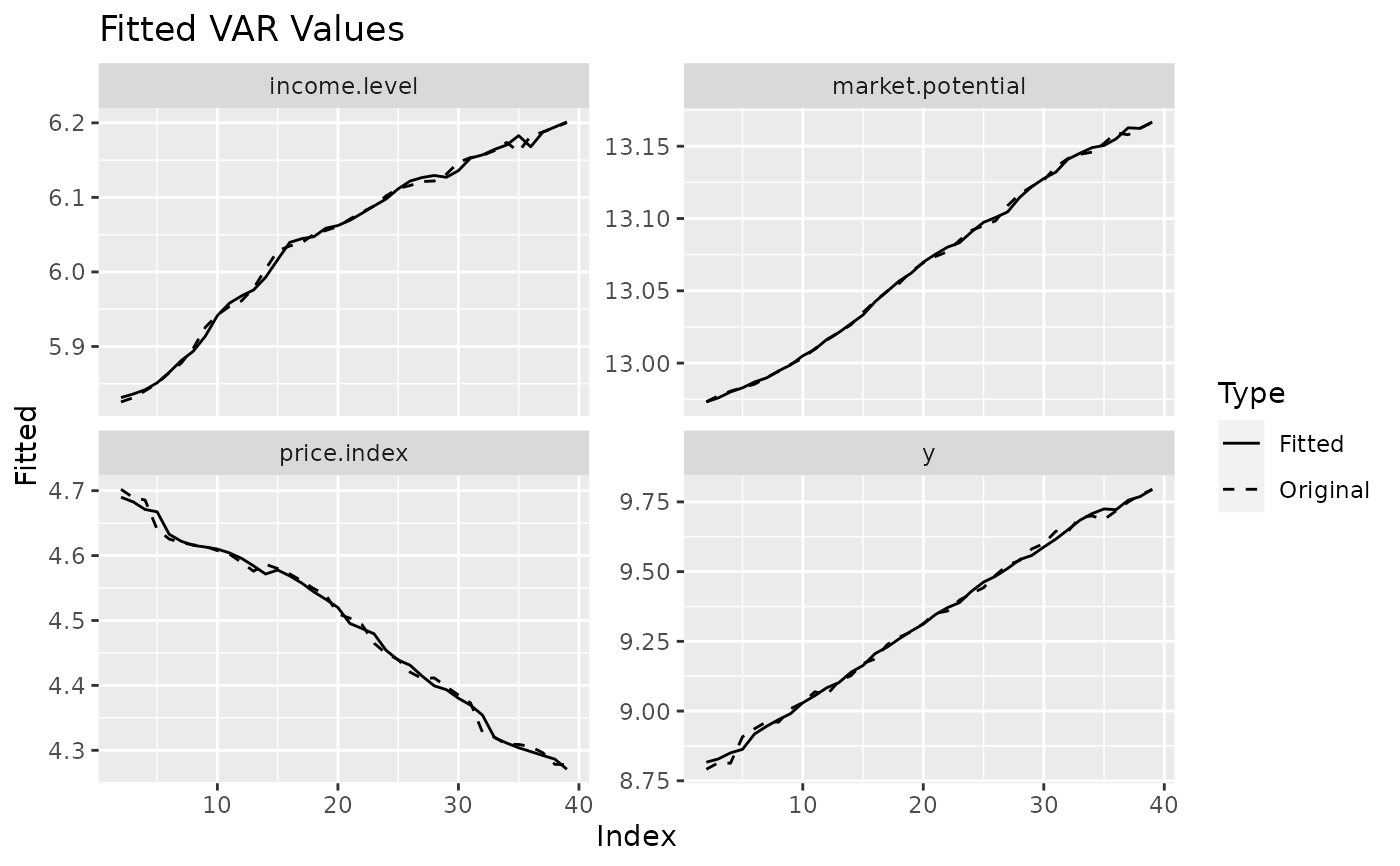 Fitted VAR Values
income.level
market.potential
6.2
6.1
6.0
5.9
13.15
13.10
13.05
13.00
price.index
y
4.7
4.6
4.5
4.4
4.3
9.75
9.50
9.25
9.00
8.75
10 20 30 40
10 20 30 40
Index
Fitted
Type
Fitted
Original